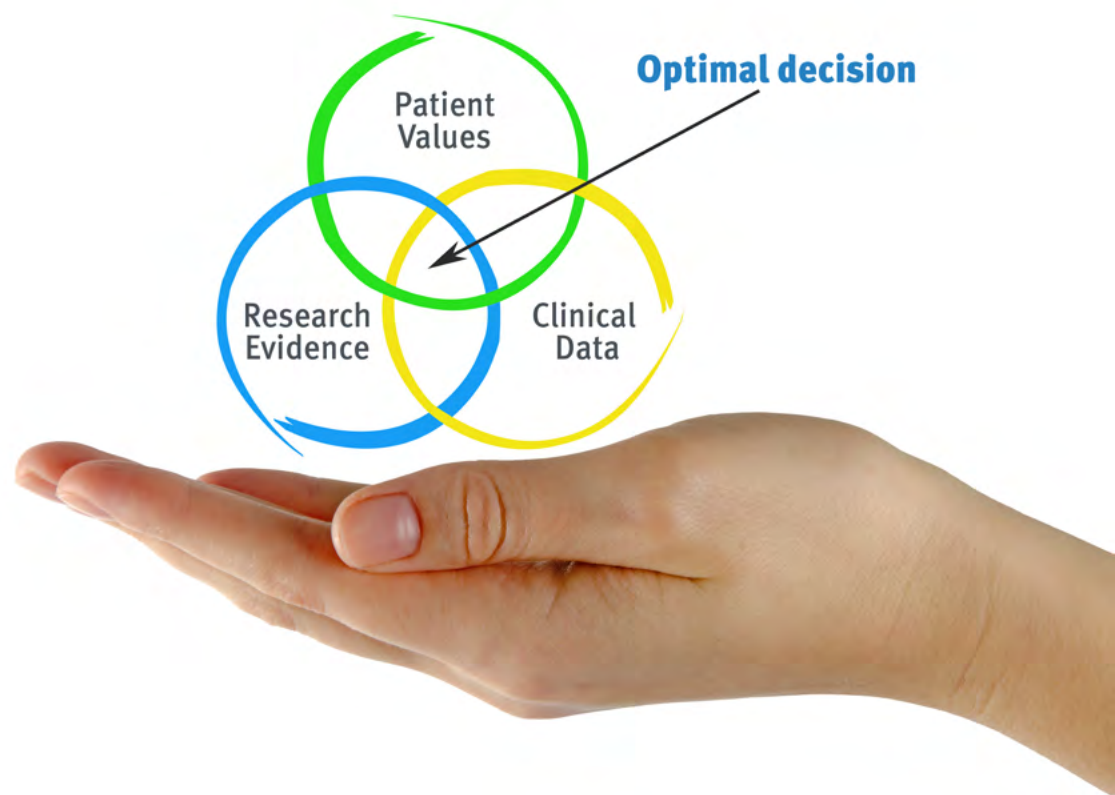 Optimal decision
Patient
Values
Research
Evidence
Clinical
Data